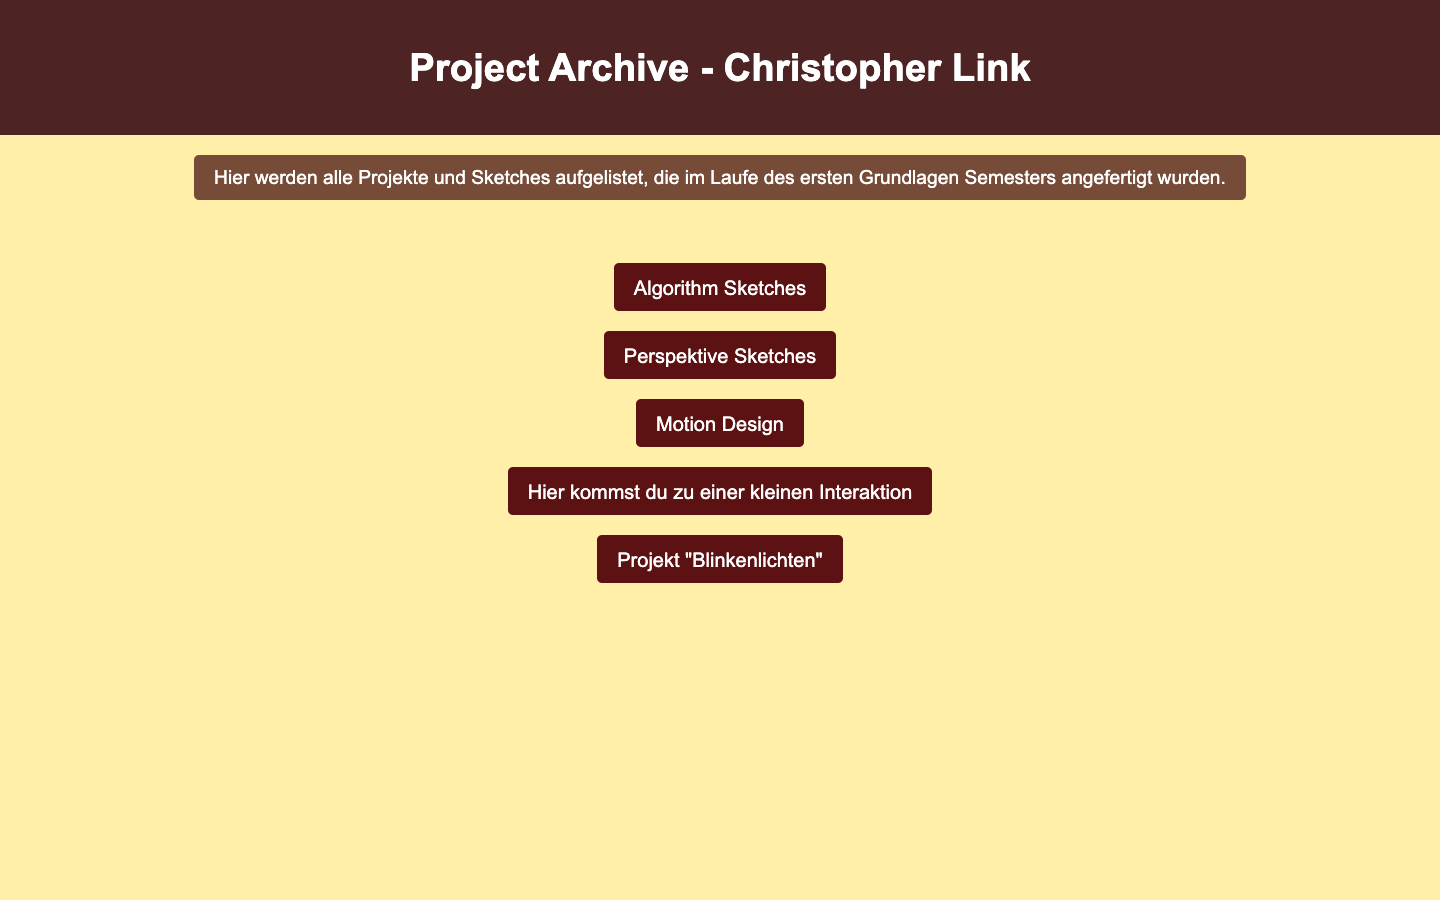 Project Archive - Christopher Link
Hier werden alle Projekte und Sketches aufgelistet, die im Laufe des ersten Grundlagen Semesters angefertigt wurden.
Algorithm Sketches
Perspektive Sketches
Motion Design
Hier kommst du zu einer kleinen Interaktion
Projekt "Blinkenlichten"